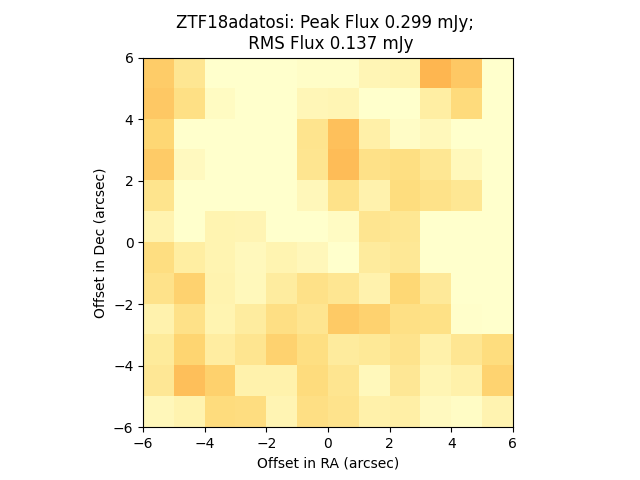 ZTF18adatosi: Peak Flux 0.299 mJy;
RMS Flux 0.137 mJy
6
4
2
0
−2
−4
−6
Offset in Dec (arcsec)
−6 −4 −2 0 2 4 6
Offset in RA (arcsec)